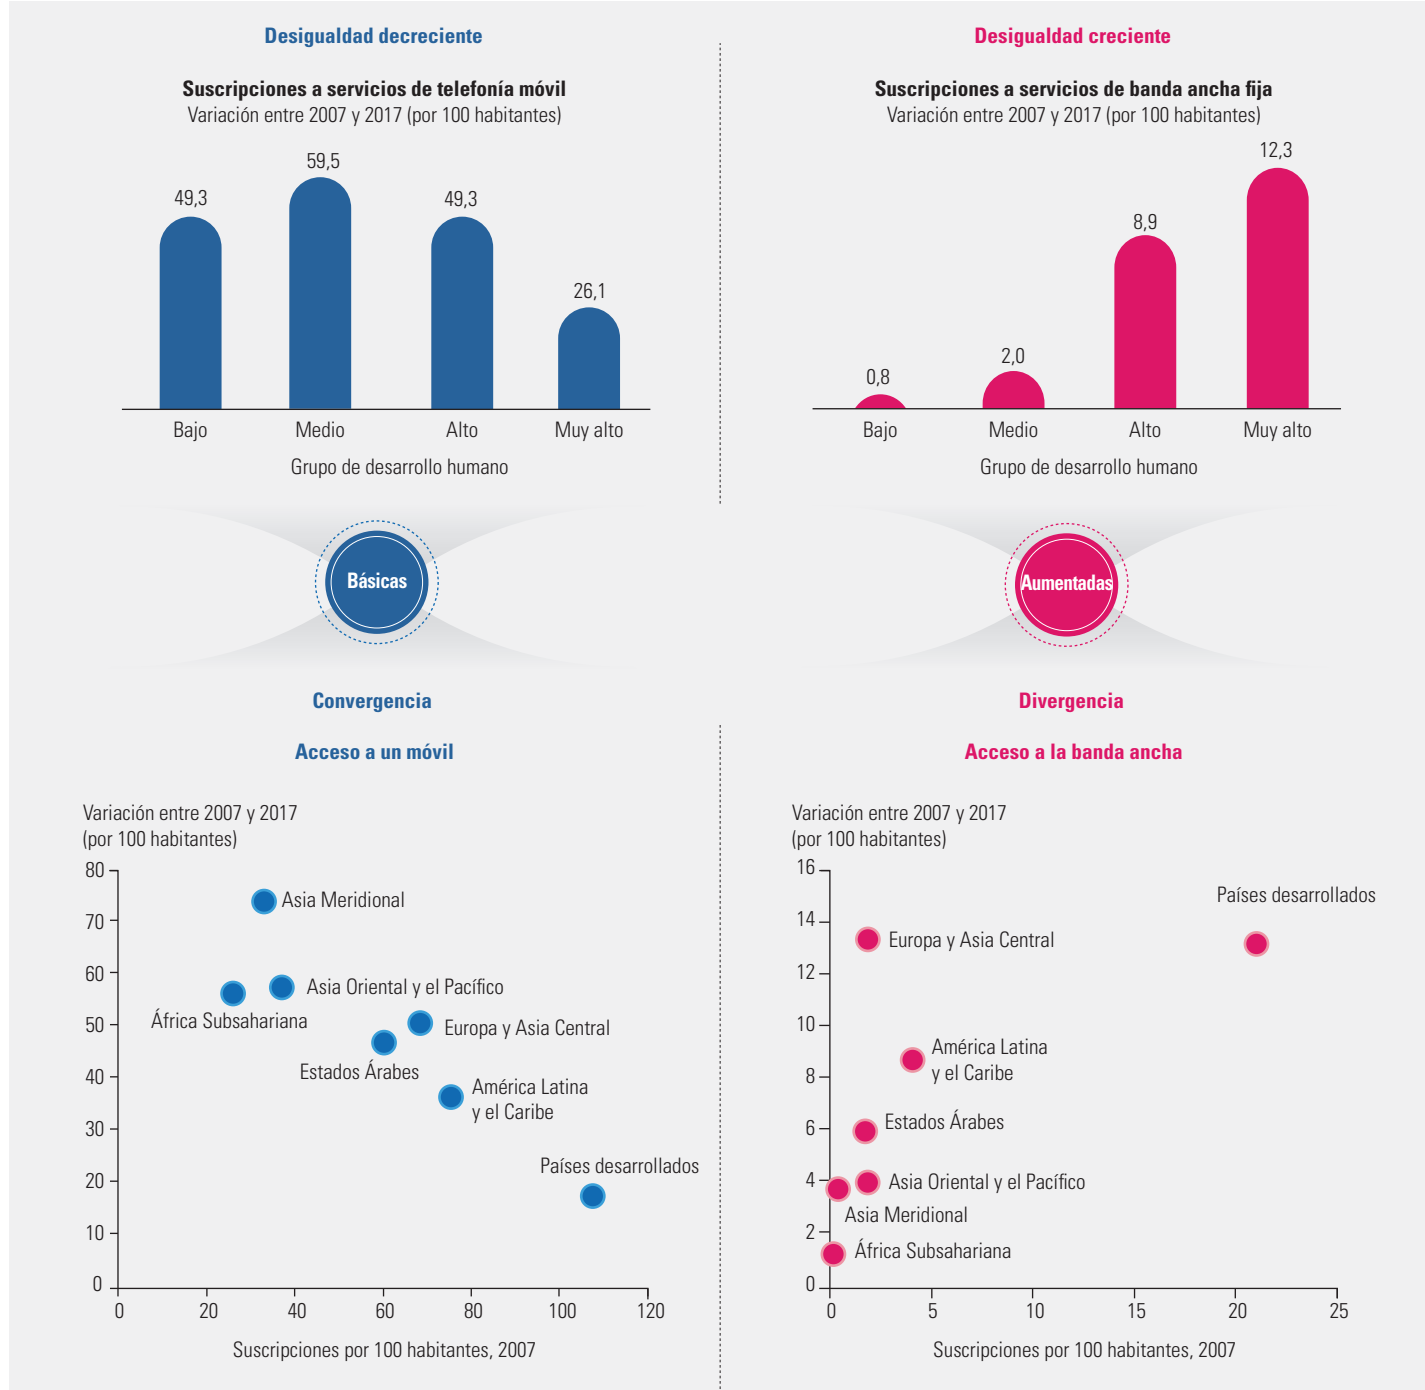 Desigualdad decreciente
Suscripciones a servicios de telefonía móvil
Variación entre 2007 y 2017 (por 100 habitantes)
49,3
59,5
49,3
26,1
Bajo
Medio
Alto
Muy alto
Grupo de desarrollo humano
Desigualdad creciente
Suscripciones a servicios de banda ancha fija
Variación entre 2007 y 2017 (por 100 habitantes)
0,8
2,0
8,9
12,3
Bajo
Medio
Alto
Muy alto
Grupo de desarrollo humano
Básicas
Aumentadas
Convergencia
Acceso a un móvil
Variación entre 2007 y 2017
(por 100 habitantes)
80
70
60
50
40
30
20
10
0
Asia Meridional
Asia Oriental y el Pacífico
África Subsahariana
Europa y Asia Central
Estados Árabes
América Latina
y el Caribe
Países desarrollados
0
20
40
60
80
100
120
Suscripciones por 100 habitantes, 2007
Divergencia
Acceso a la banda ancha
Variación entre 2007 y 2017
(por 100 habitantes)
16
14
12
10
8
6
4
2
0
Países desarrollados
Europa y Asia Central
América Latina
y el Caribe
Estados Árabes
Asia Oriental y el Pacífico
Asia Meridional
África Subsahariana
0
5
10
15
20
25
Suscripciones por 100 habitantes, 2007